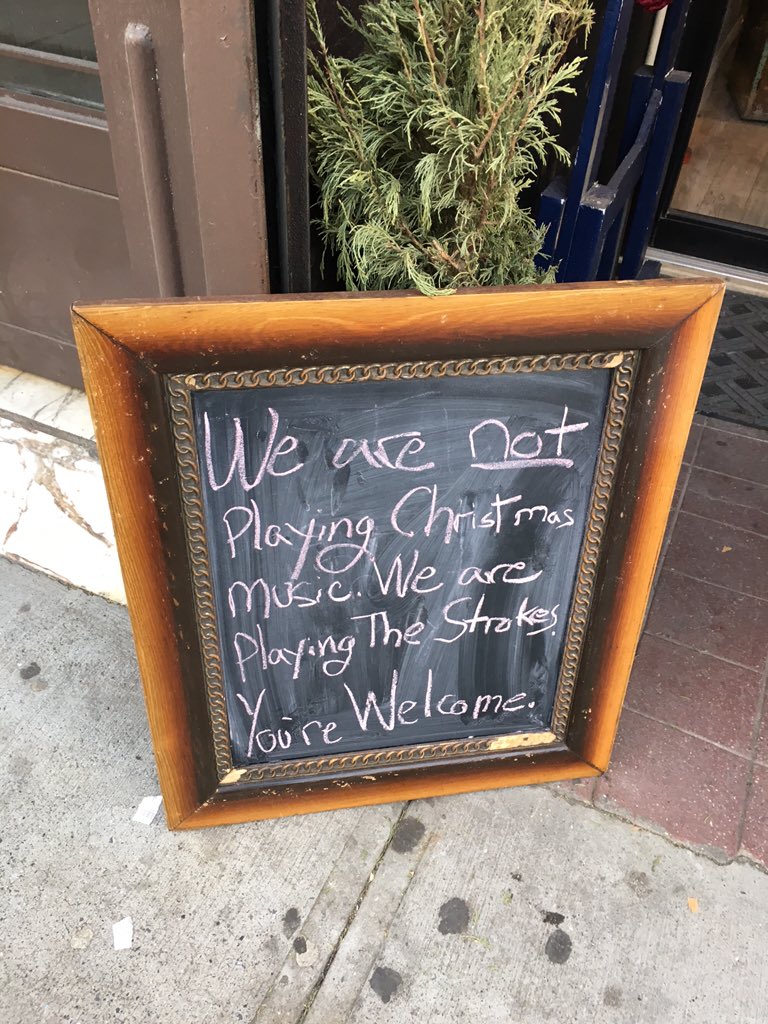 We are not
Playing Christmas
music. We are
Playing The Strokes.
You're Welcome.